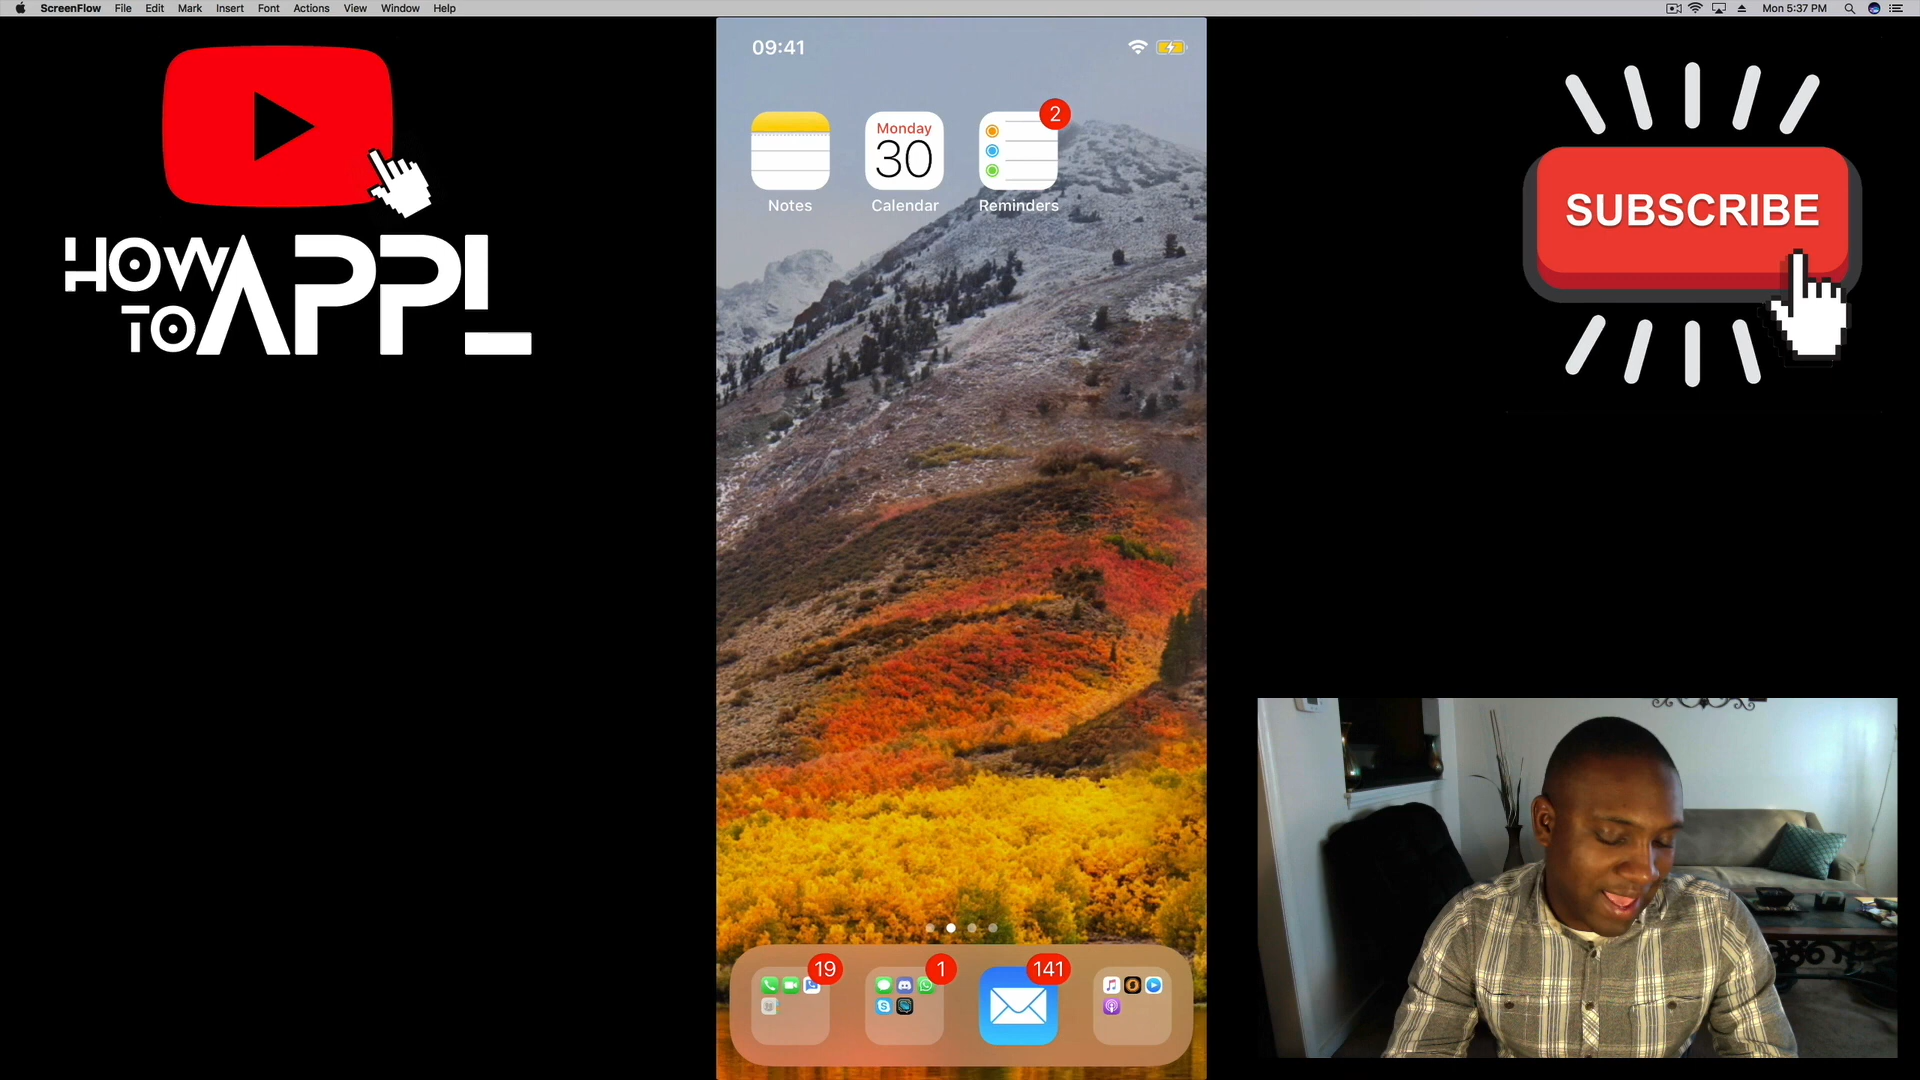 ScreenFlow File Edit Mark Insert Font Actions View Window Help
Mon 5:37 PM
09:41
Monday
30
2
Notes
Calendar
Reminders
HOW
TO APPL
SUBSCRIBE
19
1
141